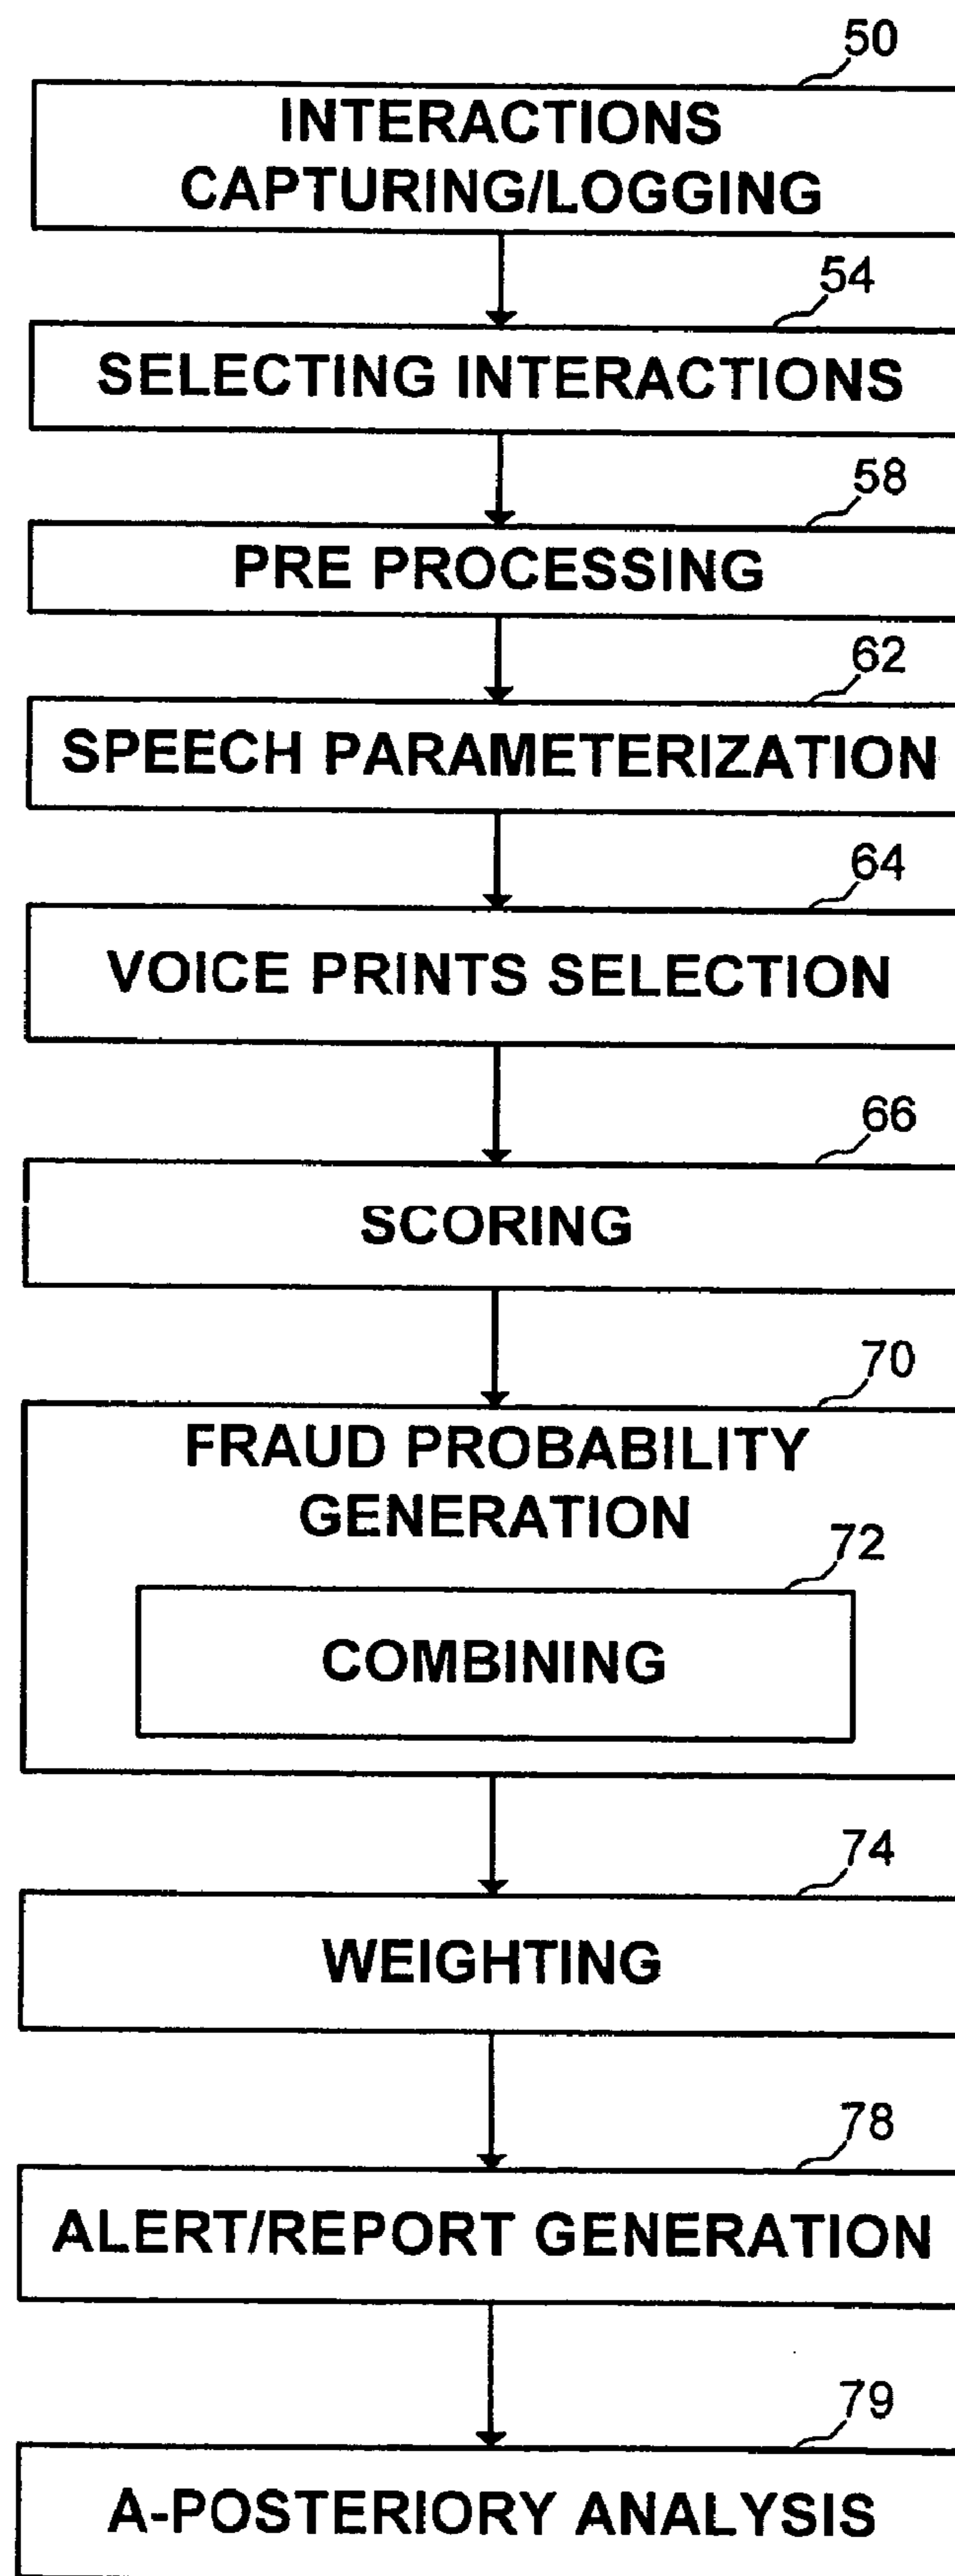 50
INTERACTIONS
CAPTURING/LOGGING
54
SELECTING INTERACTIONS
58
PRE PROCESSING
62
SPEECH PARAMETERIZATION
64
VOICE PRINTS SELECTION
66
SCORING
70
FRAUD PROBABILITY
GENERATION
72
COMBINING
74
WEIGHTING
78
ALERT/REPORT GENERATION
79
A-POSTERIORY ANALYSIS